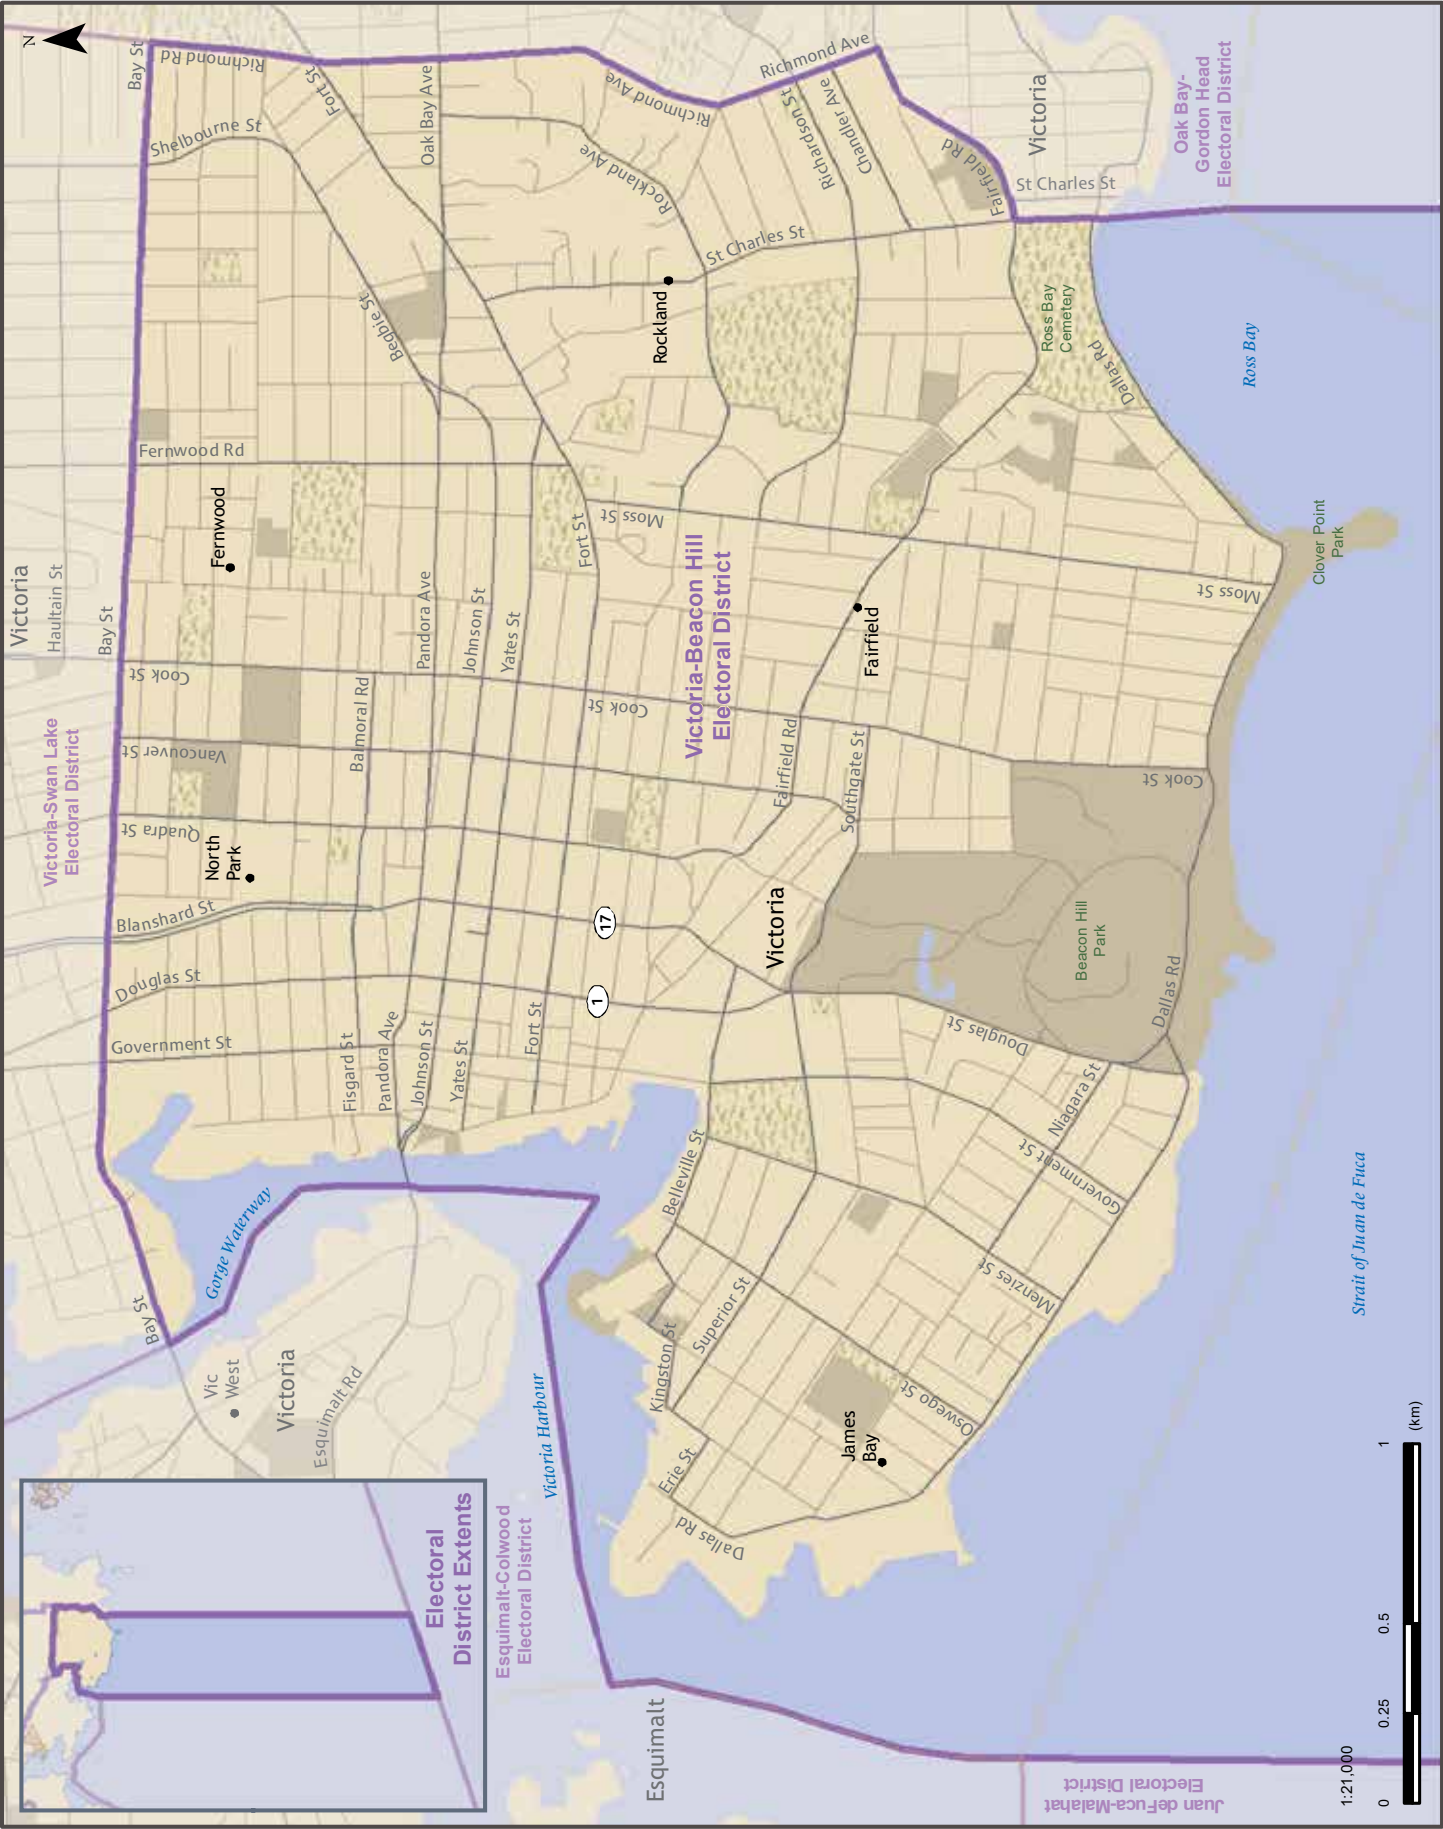 N
Victoria
Haultain St
Bay St
Bay St
Bay St
Victoria-Swan Lake
Electoral District
Oak Bay-
Gordon Head
Electoral District
Esquimalt-Colwood
Electoral District
Juan deFuca-Malahat
Electoral District
Victoria-Beacon Hill
Electoral District
Electoral
District Extents
Richmond Rd
Fort St
Shelbourne St
Oak Bay Ave
Richmond Ave
Richmond Ave
Rockland Ave
Richardson St
Chandler Ave
Fairfield Rd
St Charles St
St Charles St
Victoria
Begbie St
Rockland
Ross Bay
Cemetery
Dallas Rd
Ross Bay
Fernwood Rd
Fernwood
Fort St
Moss St
Moss St
Clover Point
Park
Pandora Ave
Johnson St
Yates St
Cook St
Cook St
Cook St
Balmoral Rd
Vancouver St
Quadra St
North
Park
Fairfield
Fairfield Rd
Southgate St
Blanshard St
Douglas St
Government St
17
1
Victoria
Beacon Hill
Park
Dallas Rd
Fisgard St
Pandora Ave
Johnson St
Yates St
Fort St
Douglas St
Niagara St
Government St
Belleville St
Menzies St
Superior St
Kingston St
Oswego St
Erie St
Dallas Rd
James
Bay
Gorge Waterway
Victoria Harbour
Strait of Juan de Fuca
Vic
West
Victoria
Esquimalt Rd
Esquimalt
1:21,000
0
0.25
0.5
1
(km)